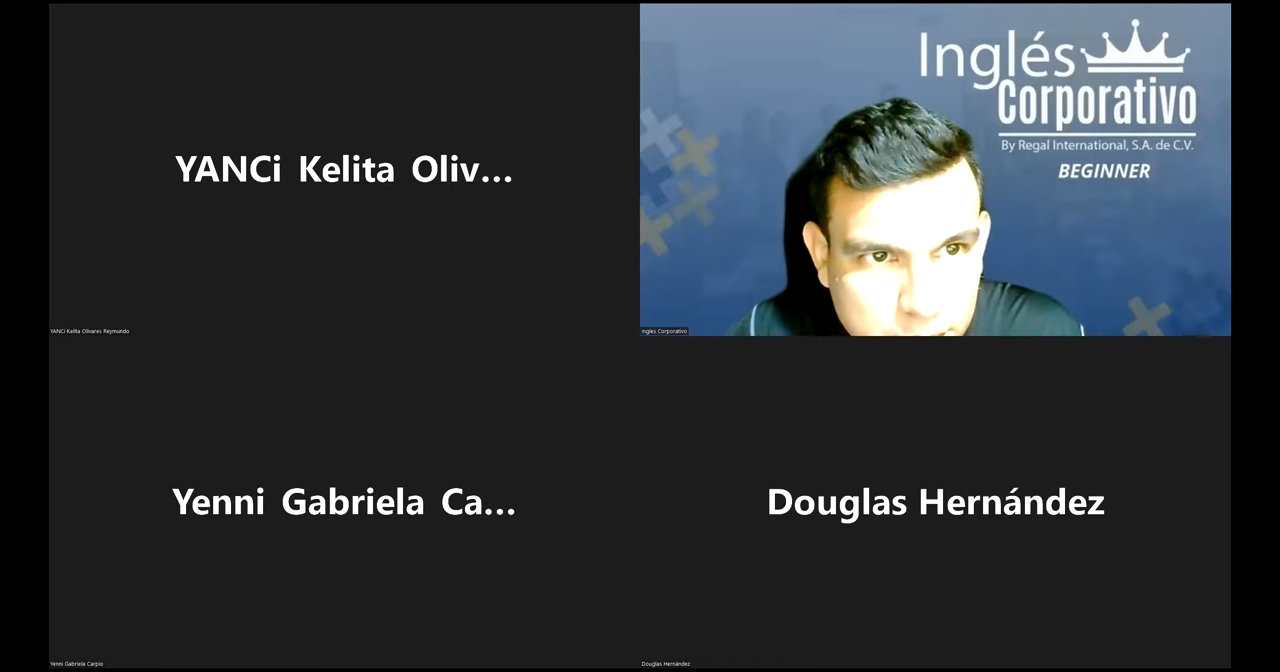 YANCi Kelita Oliv...
YANCi Kelita Olivares Reymundo
Inglés
Corporativo
By Regal International, S.A. de C.V.
BEGINNER
Ingles Corporativo
Yenni Gabriela Ca...
Yenni Gabriela Carpio
Douglas Hernández
Douglas Hernández